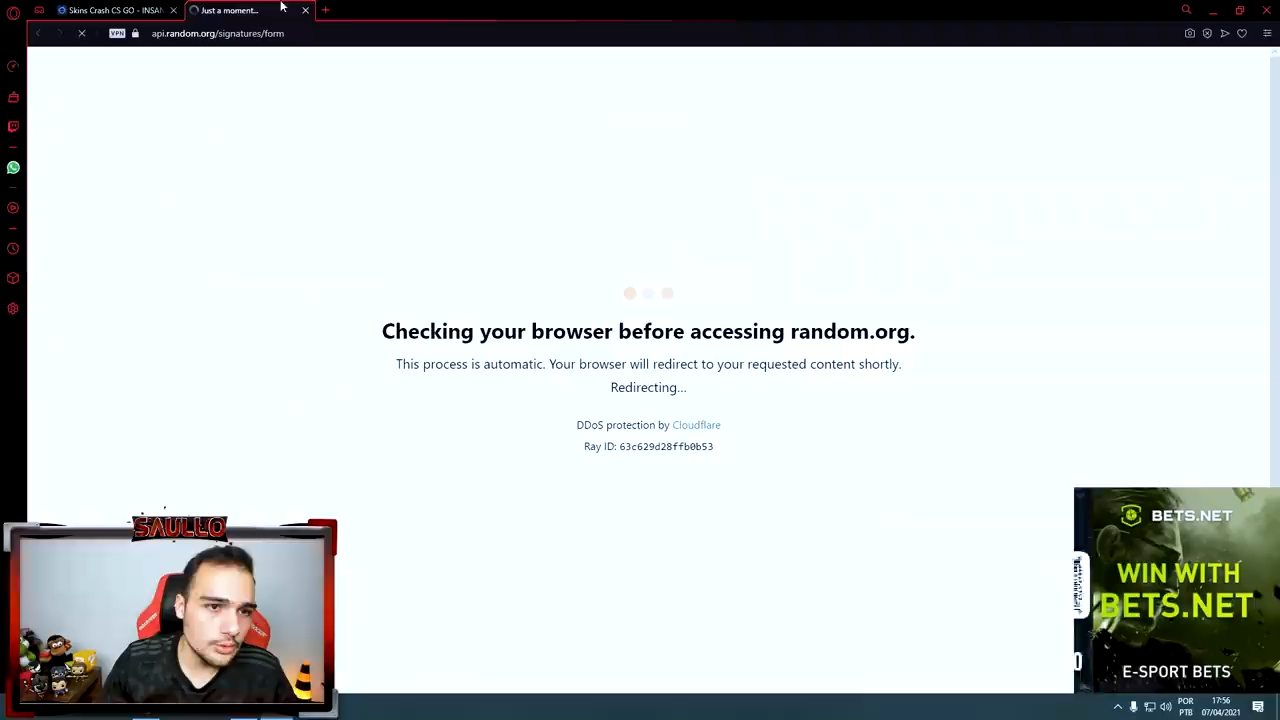 Skins Crash CS GO - INSAN
Just a moment...
VPN
api.random.org/signatures/form
Checking your browser before accessing random.org.
This process is automatic. Your browser will redirect to your requested content shortly.
Redirecting...
DDoS protection by Cloudflare
Ray ID: 63c629d28ffb0b53
SAULLO
BETS.NET
WIN WITH
BETS.NET
E-SPORT BETS
POR
PTB
17:56
07/04/2021